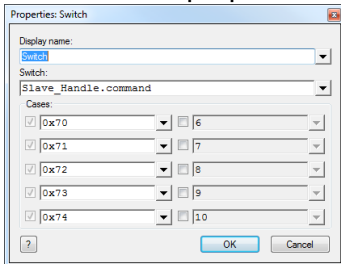 Properties: Switch
Display name:
Switch
Switch:
Slave_Handle.command
Cases:
0x70 6
0x71 7
0x72 8
0x73 9
0x74 10
? OK Cancel